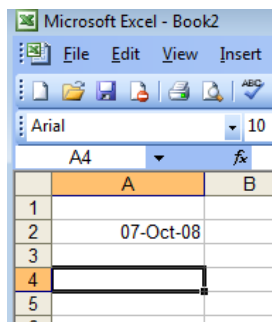 Microsoft Excel - Book2
File Edit View Insert
ABC
Arial 10
A4 fx
A B
1
2 07-Oct-08
3
4
5